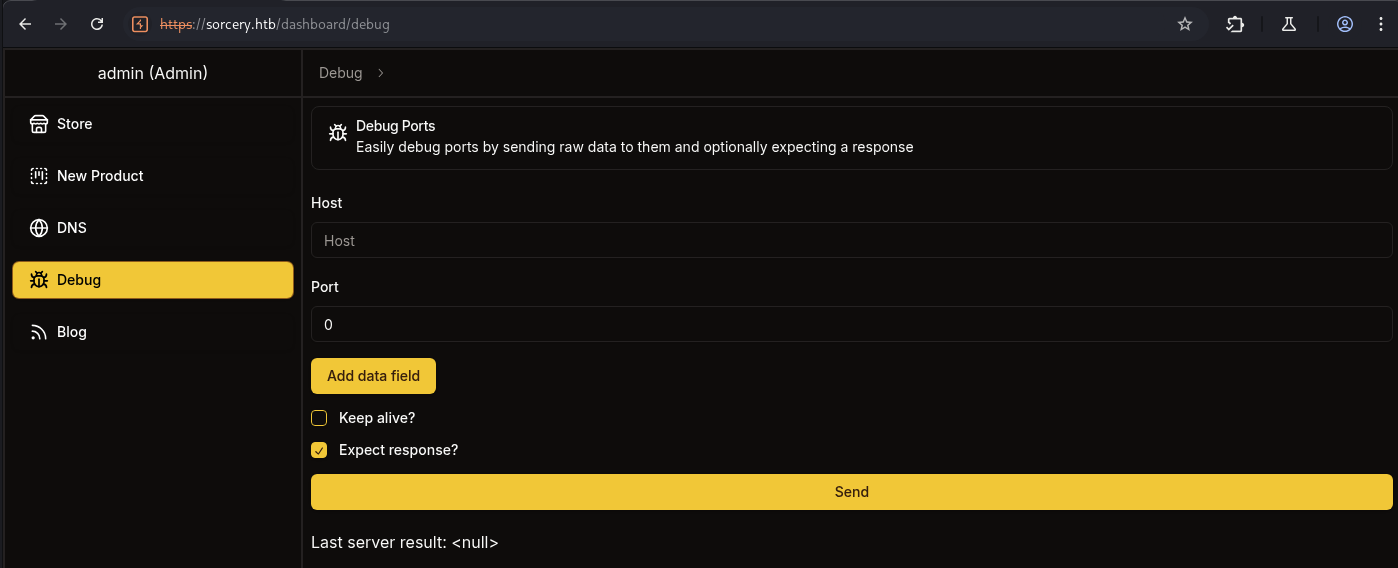 https://sorcery.htb/dashboard/debug
admin (Admin)
Debug
Store
New Product
DNS
Debug
Blog
Debug Ports
Easily debug ports by sending raw data to them and optionally expecting a response
Host
Host
Port
0
Add data field
Keep alive?
Expect response?
Send
Last server result: <null>